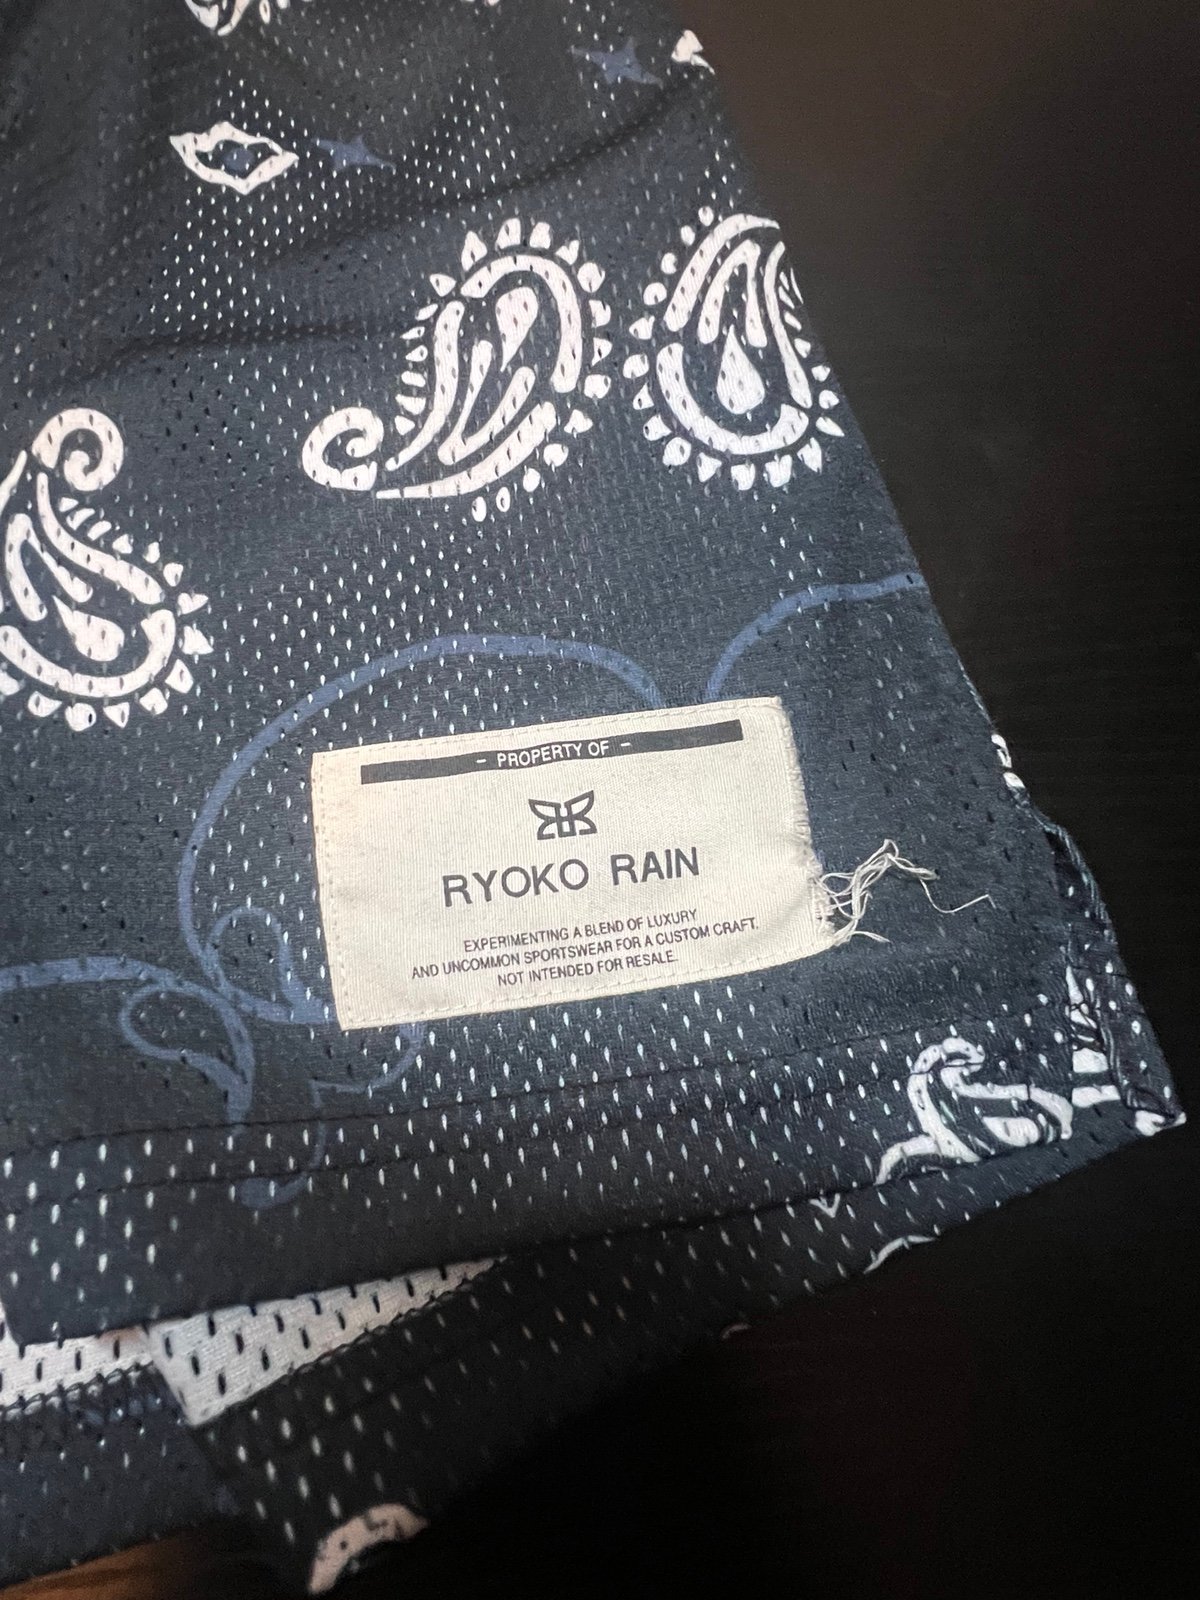 - PROPERTY OF -
RYOKO RAIN
EXPERIMENTING A BLEND OF LUXURY
AND UNCOMMON SPORTSWEAR FOR A CUSTOM CRAFT.
NOT INTENDED FOR RESALE.